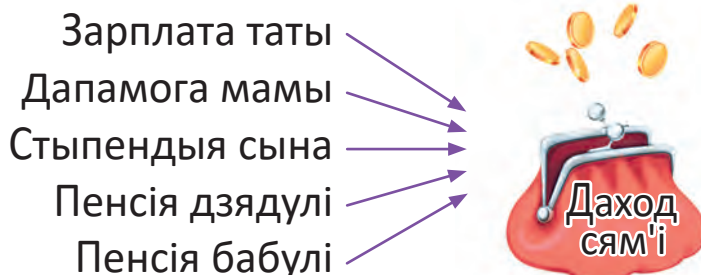 Зарплата таты
Дапамога мамы
Стыпендыя сына
Пенсія дзядулі
Пенсія бабулі
Даход
сям'і